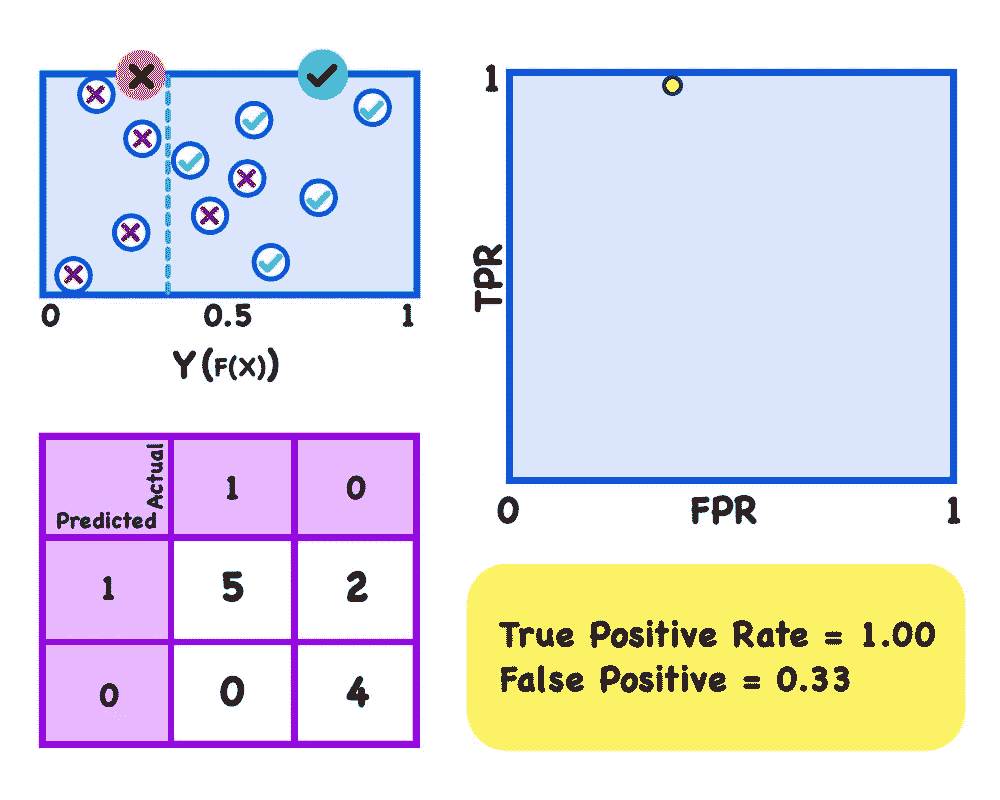 0 0.5 1
Y (F(X))
1
TPR
0 FPR 1
Actual
Predicted
1 0
1 5 2
0 0 4
True Positive Rate = 1.00
False Positive = 0.33